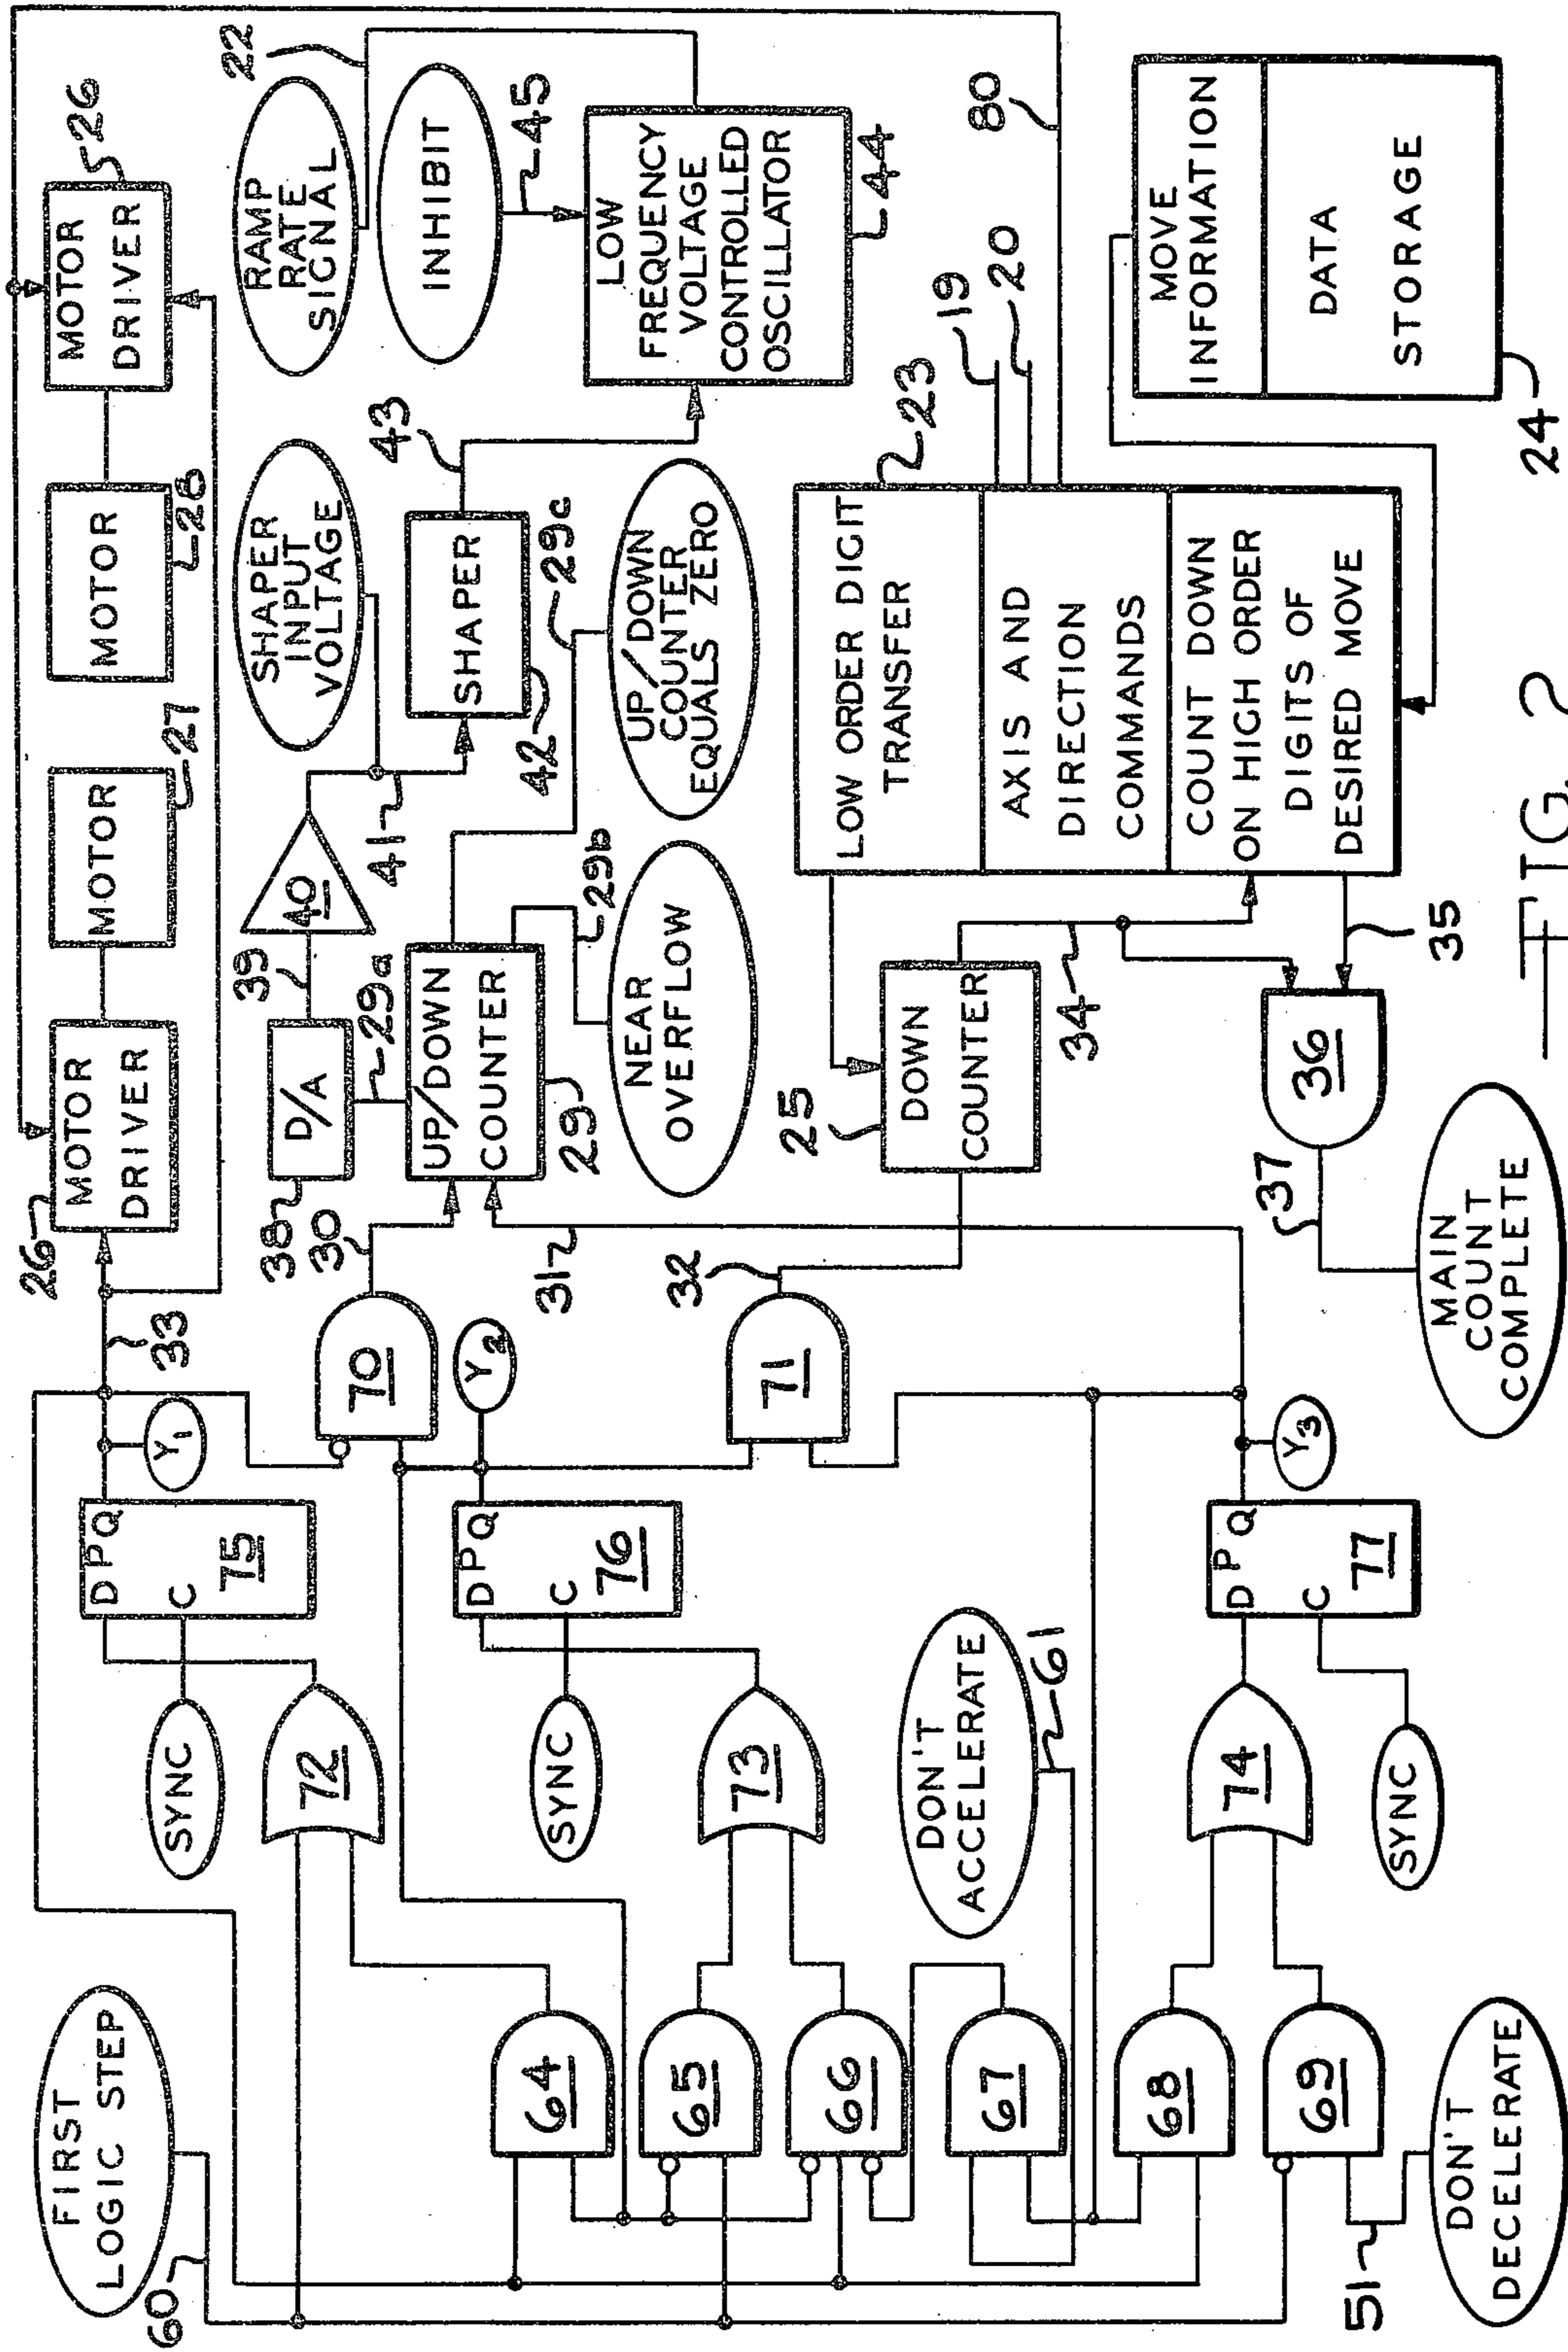 FIRST
LOGIC STEP
60
SYNC
72
D P Q
C
75
Y1
33
26
MOTOR
DRIVER
MOTOR
27
MOTOR
28
MOTOR
DRIVER
26
64
65
66
67
68
69
51
DON'T
DECELERATE
SYNC
73
D P Q
C
76
Y2
70
30
71
32
31
DON'T
ACCELERATE
61
74
SYNC
D P Q
C
77
Y3
38
D/A
39
40
41
29a
UP/DOWN
COUNTER
29
29b
NEAR
OVERFLOW
SHAPER
INPUT
VOLTAGE
SHAPER
42
43
29c
UP/DOWN
COUNTER
EQUALS ZERO
RAMP
RATE
SIGNAL
22
INHIBIT
45
LOW
FREQUENCY
VOLTAGE
CONTROLLED
OSCILLATOR
44
25
DOWN
COUNTER
34
LOW ORDER DIGIT
TRANSFER
AXIS AND
DIRECTION
COMMANDS
COUNT DOWN
ON HIGH ORDER
DIGITS OF
DESIRED MOVE
23
19
20
80
35
36
37
MAIN
COUNT
COMPLETE
MOVE
INFORMATION
DATA
STORAGE
24
FIG. 2